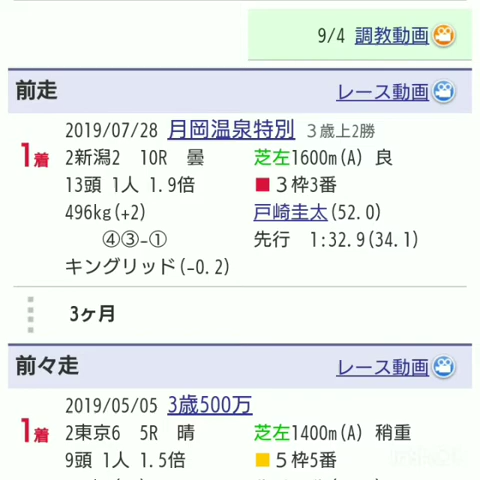 9/4 調教動画
前走 レース動画
1着 2019/07/28 月岡温泉特別 3歳上2勝
2新潟2 10R 曇 芝左1600m(A) 良
13頭 1人 1.9倍 3枠3番
496kg(+2) 戸崎圭太(52.0)
④③-① 先行 1:32.9(34.1)
キングリッド(-0.2)
3ヶ月
前々走 レース動画
1着 2019/05/05 3歳500万
2東京6 5R 晴 芝左1400m(A) 稍重
9頭 1人 1.5倍 5枠5番